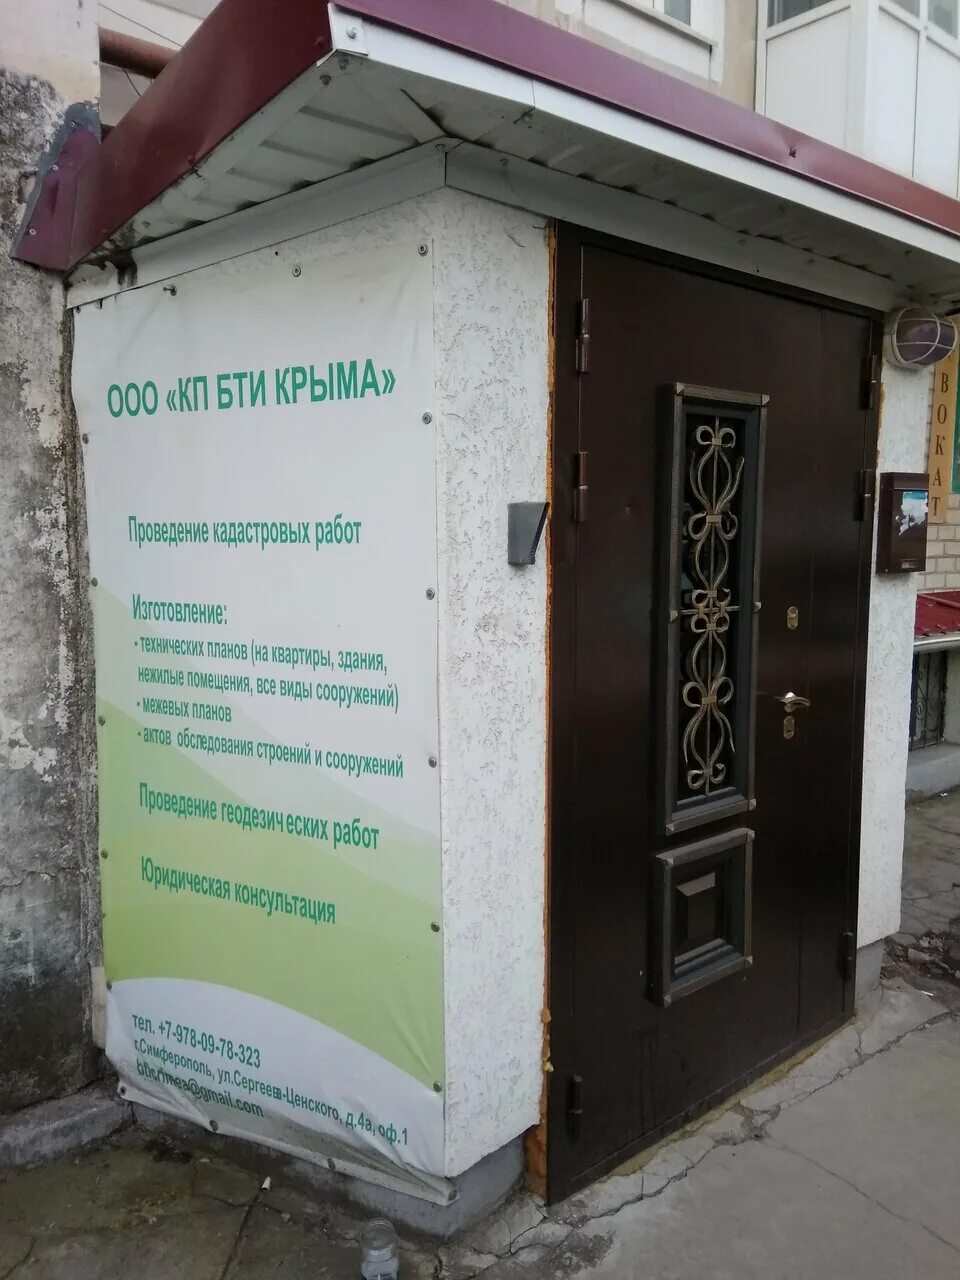 ООО «КП БТИ КРЫМА»
Проведение кадастровых работ
Изготовление:
- технических планов (на квартиры, здания,
нежилые помещения, все виды сооружений)
- межевых планов
- актов обследования строений и сооружений
Проведение геодезических работ
Юридическая консультация
тел. +7-978-09-78-323
г.Симферополь, ул.Сергеева-Ценского, д.4а, оф.1
bticrimea@gmail.com
ВОКАТ